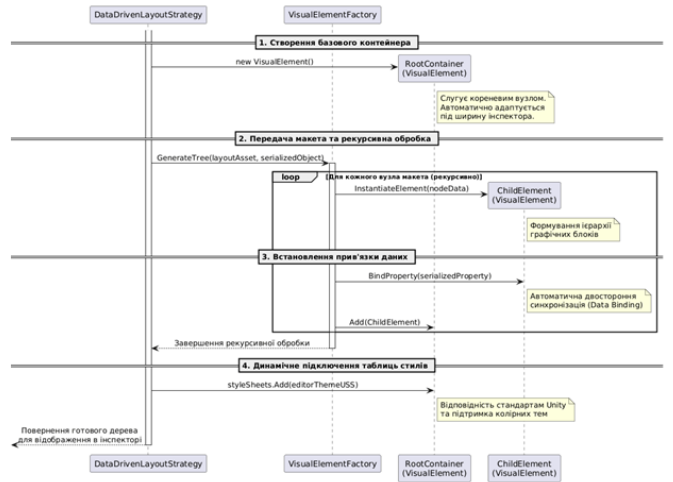 DataDrivenLayoutStrategy
VisualElementFactory
1. Створення базового контейнера
new VisualElement()
RootContainer
(VisualElement)
Слугує кореневим вузлом.
Автоматично адаптується
під ширину інспектора.
2. Передача макета та рекурсивна обробка
GenerateTree(layoutAsset, serializedObject)
loop
[Для кожного вузла макета (рекурсивно)]
InstantiateElement(nodeData)
ChildElement
(VisualElement)
Формування ієрархії
графічних блоків
3. Встановлення прив'язки даних
BindProperty(serializedProperty)
Автоматична двостороння
синхронізація (Data Binding)
Add(ChildElement)
Завершення рекурсивної обробки
4. Динамічне підключення таблиць стилів
styleSheets.Add(editorThemeUSS)
Відповідність стандартам Unity
та підтримка колірних тем
Повернення готового дерева
для відображення в інспекторі
DataDrivenLayoutStrategy
VisualElementFactory
RootContainer
(VisualElement)
ChildElement
(VisualElement)